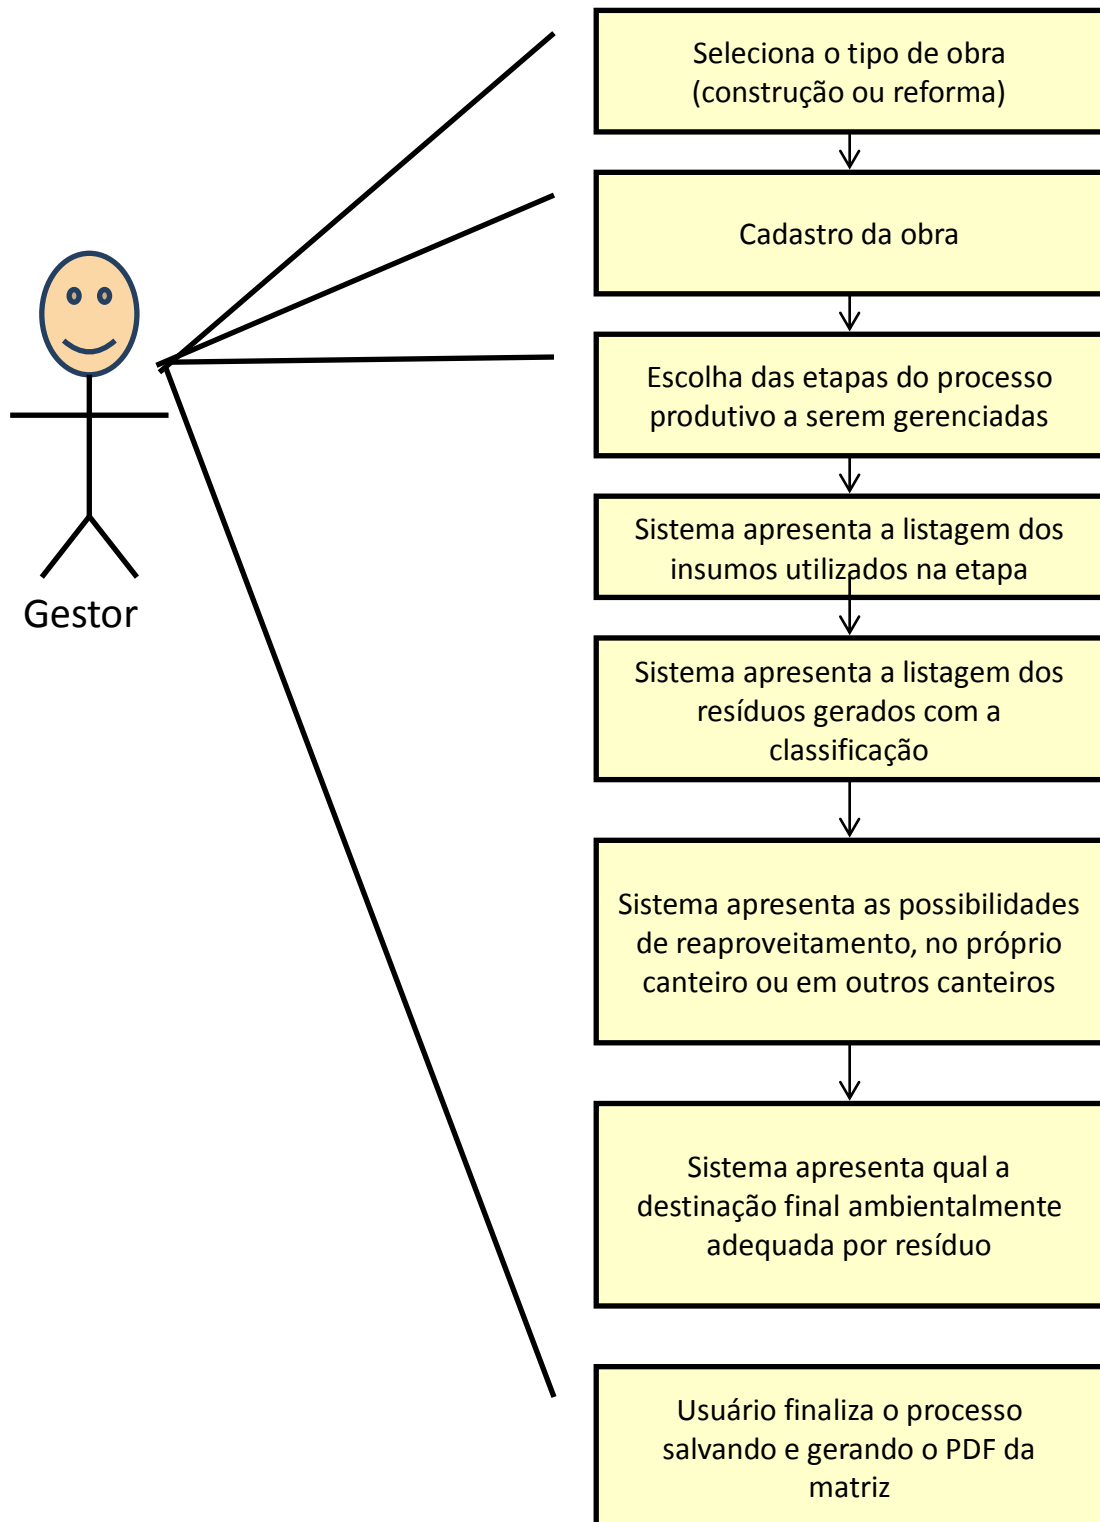 Seleciona o tipo de obra
(construção ou reforma)
Cadastro da obra
Escolha das etapas do processo
produtivo a serem gerenciadas
Sistema apresenta a listagem dos
insumos utilizados na etapa
Gestor
Sistema apresenta a listagem dos
resíduos gerados com a
classificação
Sistema apresenta as possibilidades
de reaproveitamento, no próprio
canteiro ou em outros canteiros
Sistema apresenta qual a
destinação final ambientalmente
adequada por resíduo
Usuário finaliza o processo
salvando e gerando o PDF da
matriz